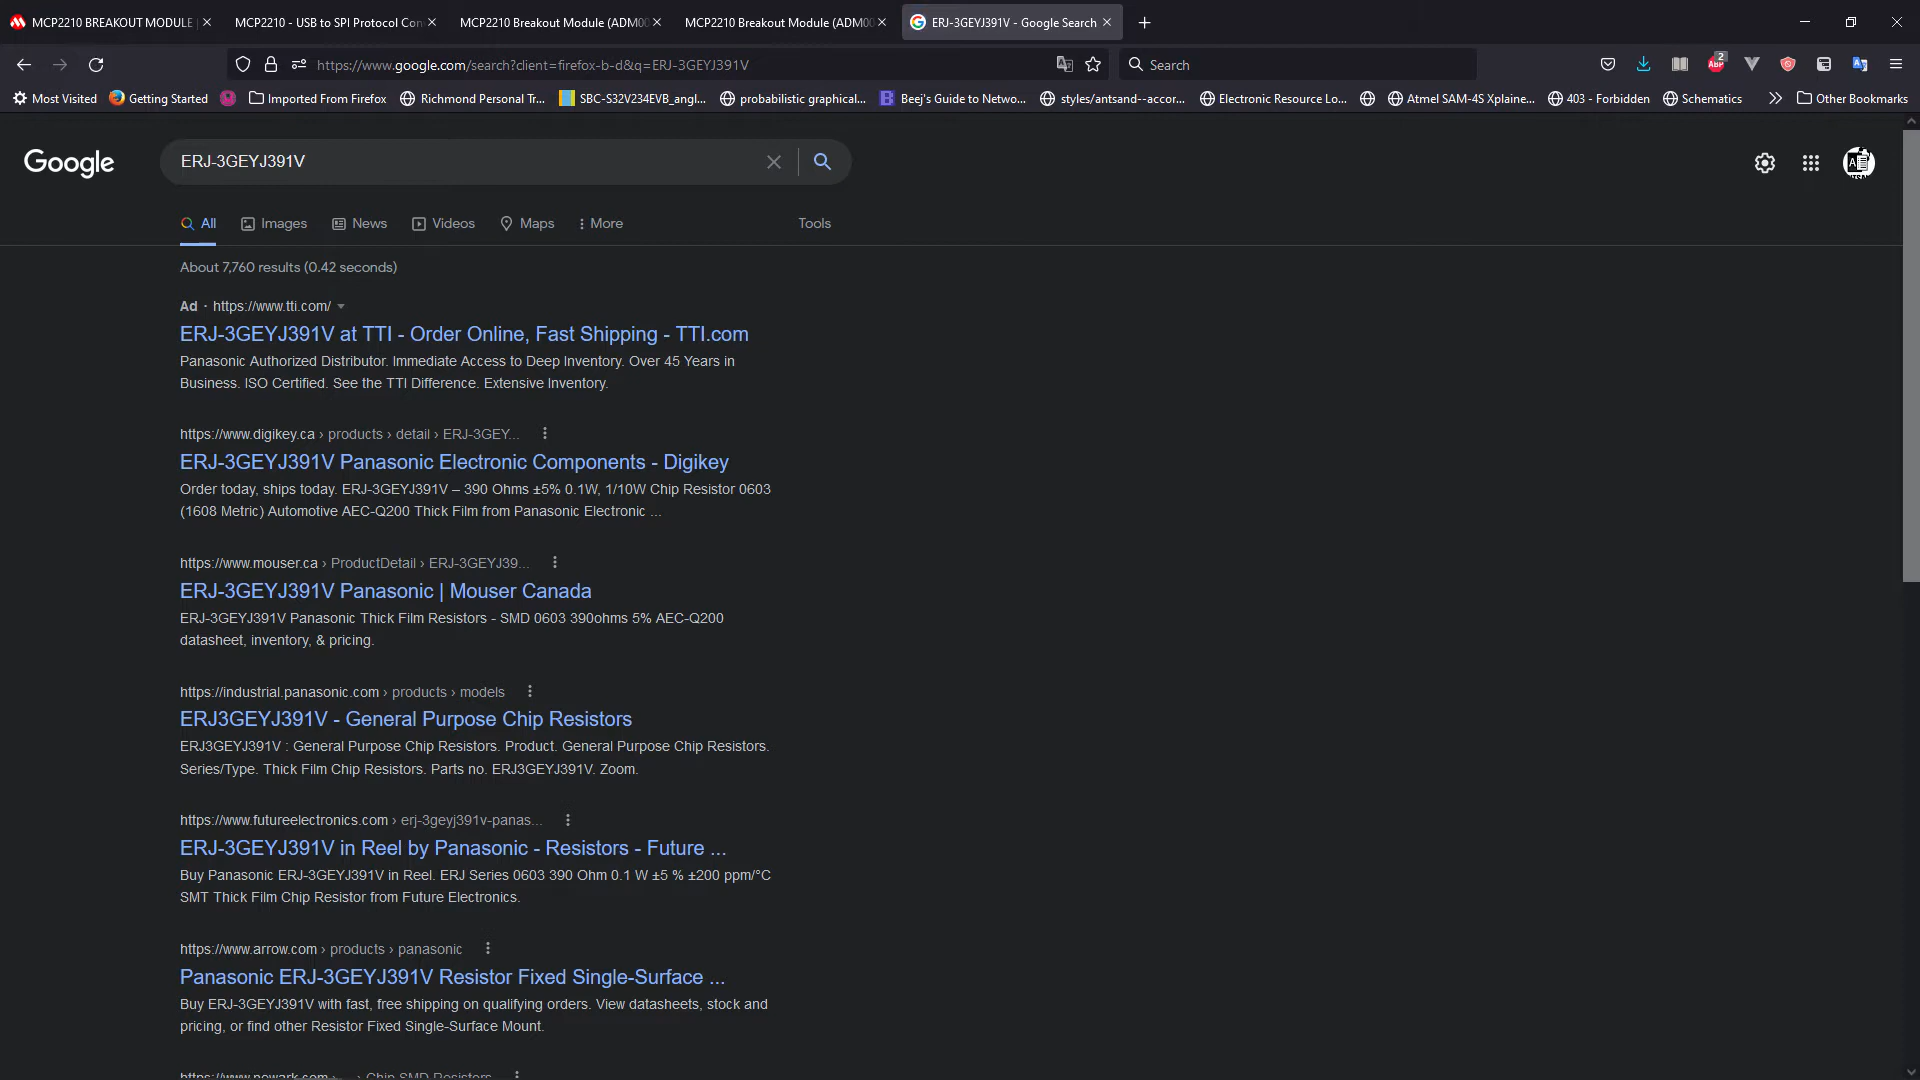 MCP2210 BREAKOUT MODULE
MCP2210 - USB to SPI Protocol Con
MCP2210 Breakout Module (ADM00
MCP2210 Breakout Module (ADM00
ERJ-3GEYJ391V - Google Search
https://www.google.com/search?client=firefox-b-d&q=ERJ-3GEYJ391V
Search
2
ABP
Most Visited
Getting Started
Imported From Firefox
Richmond Personal Tr...
SBC-S32V234EVB_angl...
probabilistic graphical...
Beej's Guide to Netwo...
styles/antsand--accor...
Electronic Resource Lo...
Atmel SAM-4S Xplaine...
403 - Forbidden
Schematics
Other Bookmarks
Google
ERJ-3GEYJ391V
All
Images
News
Videos
Maps
More
Tools
About 7,760 results (0.42 seconds)
Ad · https://www.tti.com/
ERJ-3GEYJ391V at TTI - Order Online, Fast Shipping - TTI.com
Panasonic Authorized Distributor. Immediate Access to Deep Inventory. Over 45 Years in
Business. ISO Certified. See the TTI Difference. Extensive Inventory.
https://www.digikey.ca › products › detail › ERJ-3GEY...
ERJ-3GEYJ391V Panasonic Electronic Components - Digikey
Order today, ships today. ERJ-3GEYJ391V – 390 Ohms ±5% 0.1W, 1/10W Chip Resistor 0603
(1608 Metric) Automotive AEC-Q200 Thick Film from Panasonic Electronic ...
https://www.mouser.ca › ProductDetail › ERJ-3GEYJ39...
ERJ-3GEYJ391V Panasonic | Mouser Canada
ERJ-3GEYJ391V Panasonic Thick Film Resistors - SMD 0603 390ohms 5% AEC-Q200
datasheet, inventory, & pricing.
https://industrial.panasonic.com › products › models
ERJ3GEYJ391V - General Purpose Chip Resistors
ERJ3GEYJ391V : General Purpose Chip Resistors. Product. General Purpose Chip Resistors.
Series/Type. Thick Film Chip Resistors. Parts no. ERJ3GEYJ391V. Zoom.
https://www.futureelectronics.com › erj-3geyj391v-panas...
ERJ-3GEYJ391V in Reel by Panasonic - Resistors - Future ...
Buy Panasonic ERJ-3GEYJ391V in Reel. ERJ Series 0603 390 Ohm 0.1 W ±5 % ±200 ppm/°C
SMT Thick Film Chip Resistor from Future Electronics.
https://www.arrow.com › products › panasonic
Panasonic ERJ-3GEYJ391V Resistor Fixed Single-Surface ...
Buy ERJ-3GEYJ391V with fast, free shipping on qualifying orders. View datasheets, stock and
pricing, or find other Resistor Fixed Single-Surface Mount.
https://www.newark.com › ... › Chip SMD Resistors